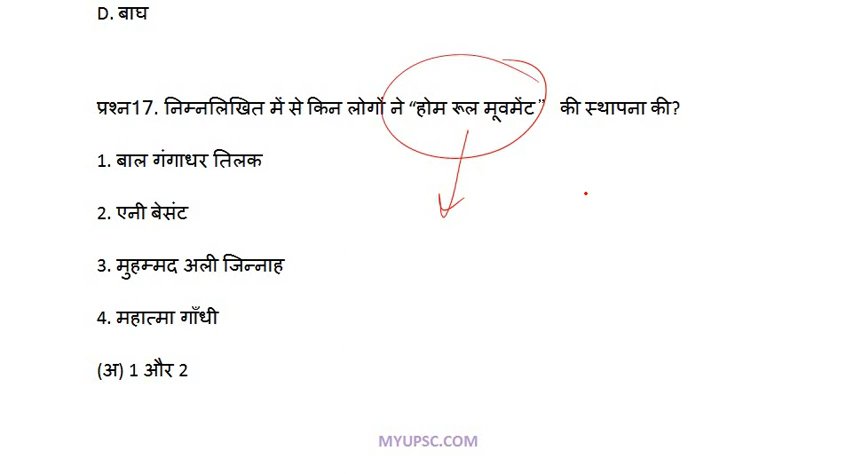 D. बाघ
प्रश्न17. निम्नलिखित में से किन लोगों ने “होम रूल मूवमेंट” की स्थापना की?
1. बाल गंगाधर तिलक
2. एनी बेसंट
3. मुहम्मद अली जिन्नाह
4. महात्मा गाँधी
(अ) 1 और 2
MYUPSC.COM